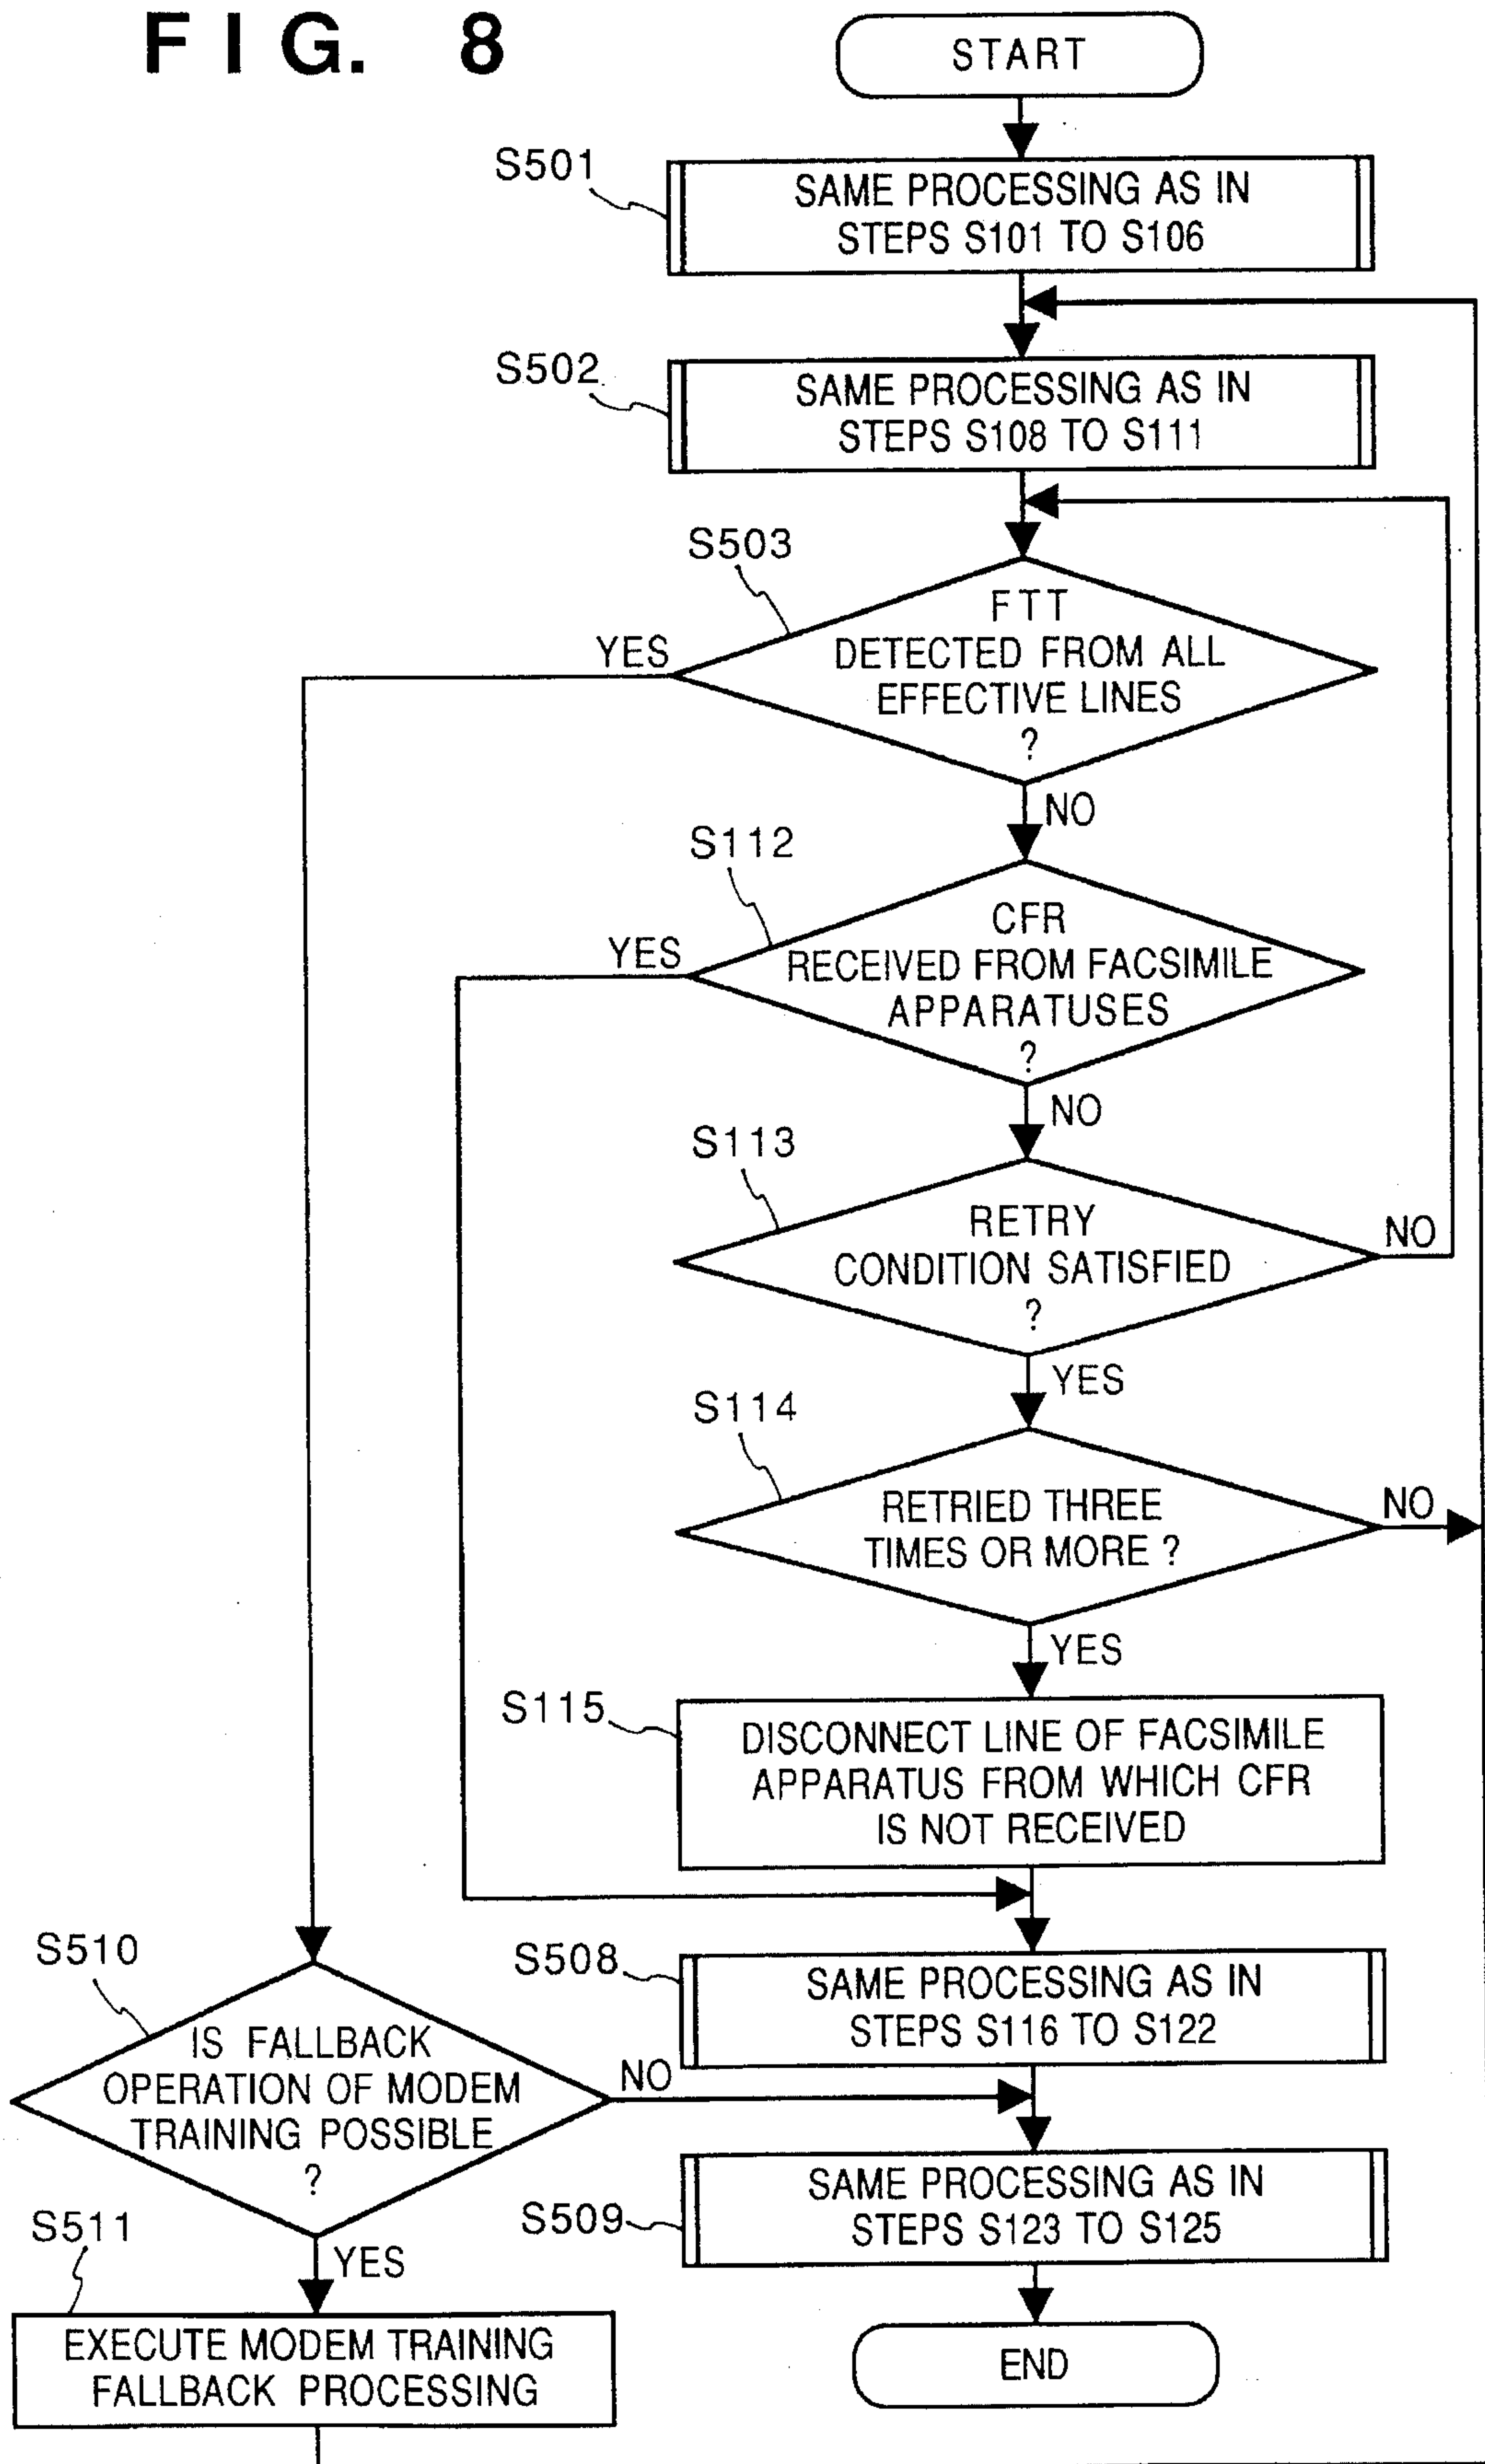 FIG. 8
START
S501
SAME PROCESSING AS IN
STEPS S101 TO S106
S502
SAME PROCESSING AS IN
STEPS S108 TO S111
S503
FTT
DETECTED FROM ALL
EFFECTIVE LINES
?
YES
NO
S112
CFR
RECEIVED FROM FACSIMILE
APPARATUSES
?
YES
NO
S113
RETRY
CONDITION SATISFIED
?
NO
YES
S114
RETRIED THREE
TIMES OR MORE ?
NO
YES
S115
DISCONNECT LINE OF FACSIMILE
APPARATUS FROM WHICH CFR
IS NOT RECEIVED
S508
SAME PROCESSING AS IN
STEPS S116 TO S122
S510
IS FALLBACK
OPERATION OF MODEM
TRAINING POSSIBLE
?
NO
YES
S509
SAME PROCESSING AS IN
STEPS S123 TO S125
S511
EXECUTE MODEM TRAINING
FALLBACK PROCESSING
END